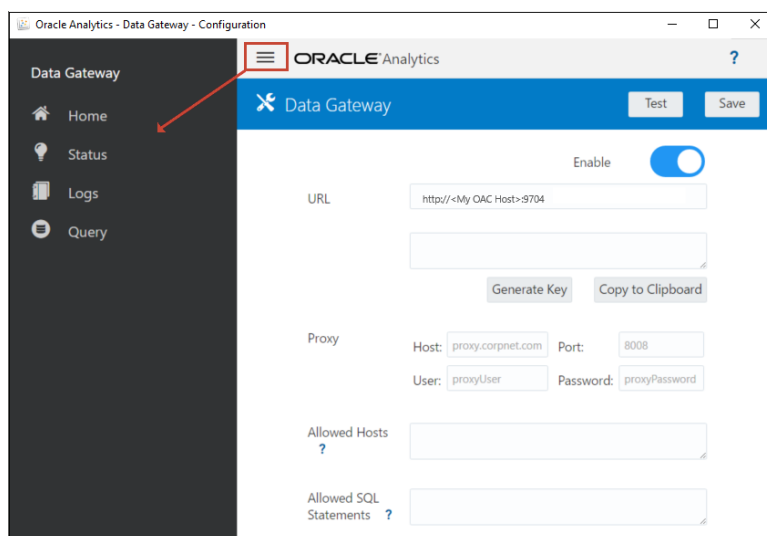 Oracle Analytics - Data Gateway - Configuration
Data Gateway
Home
Status
Logs
Query
ORACLE Analytics
?
Data Gateway
Test
Save
Enable
URL
http://<My OAC Host>:9704
Generate Key
Copy to Clipboard
Proxy
Host:
proxy.corpnet.com
Port:
8008
User:
proxyUser
Password:
proxyPassword
Allowed Hosts
?
Allowed SQL
Statements ?